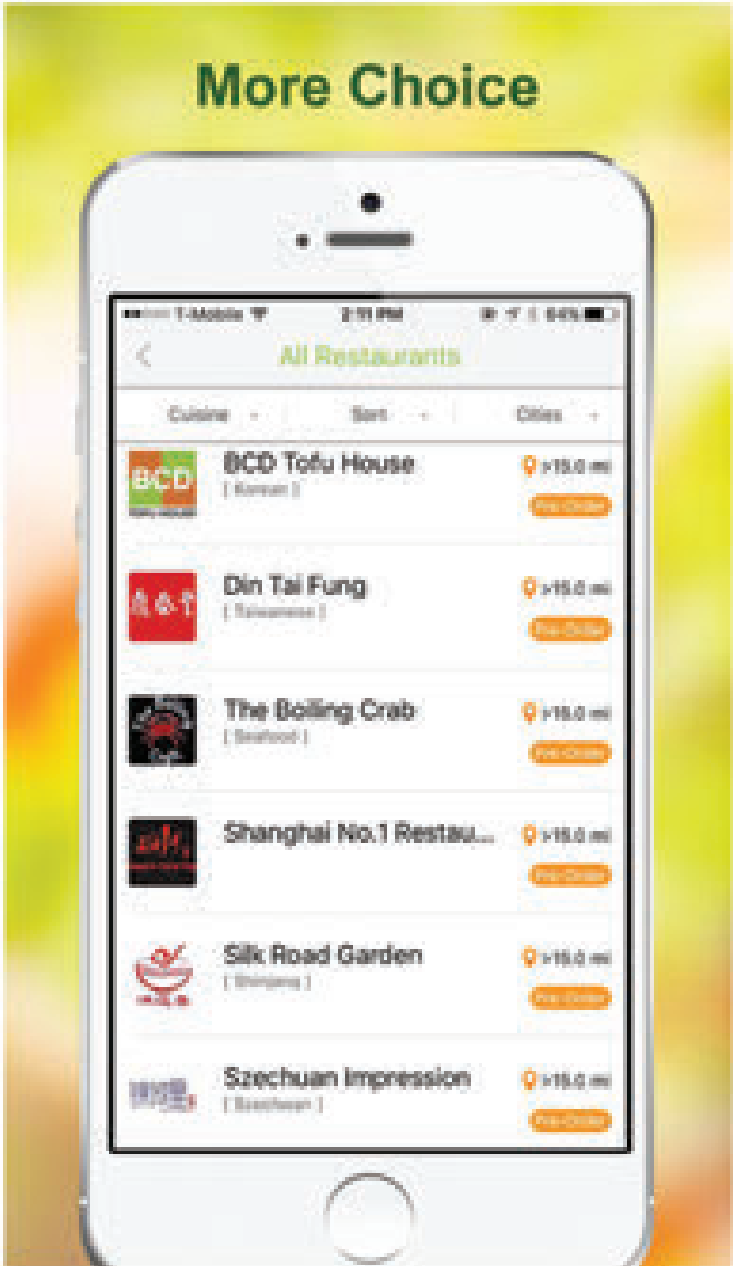 More Choice
T-Mobile 2:11 PM 64%
All Restaurants
Cuisine Sort Cities
BCD
BCD Tofu House
[ Korean ]
>15.0 mi
Pre-Order
Din Tai Fung
[ Taiwanese ]
>15.0 mi
Pre-Order
The Boiling Crab
[ Seafood ]
>15.0 mi
Pre-Order
Shanghai No.1 Restau...
>15.0 mi
Pre-Order
Silk Road Garden
>15.0 mi
Pre-Order
Szechuan Impression
>15.0 mi
Pre-Order